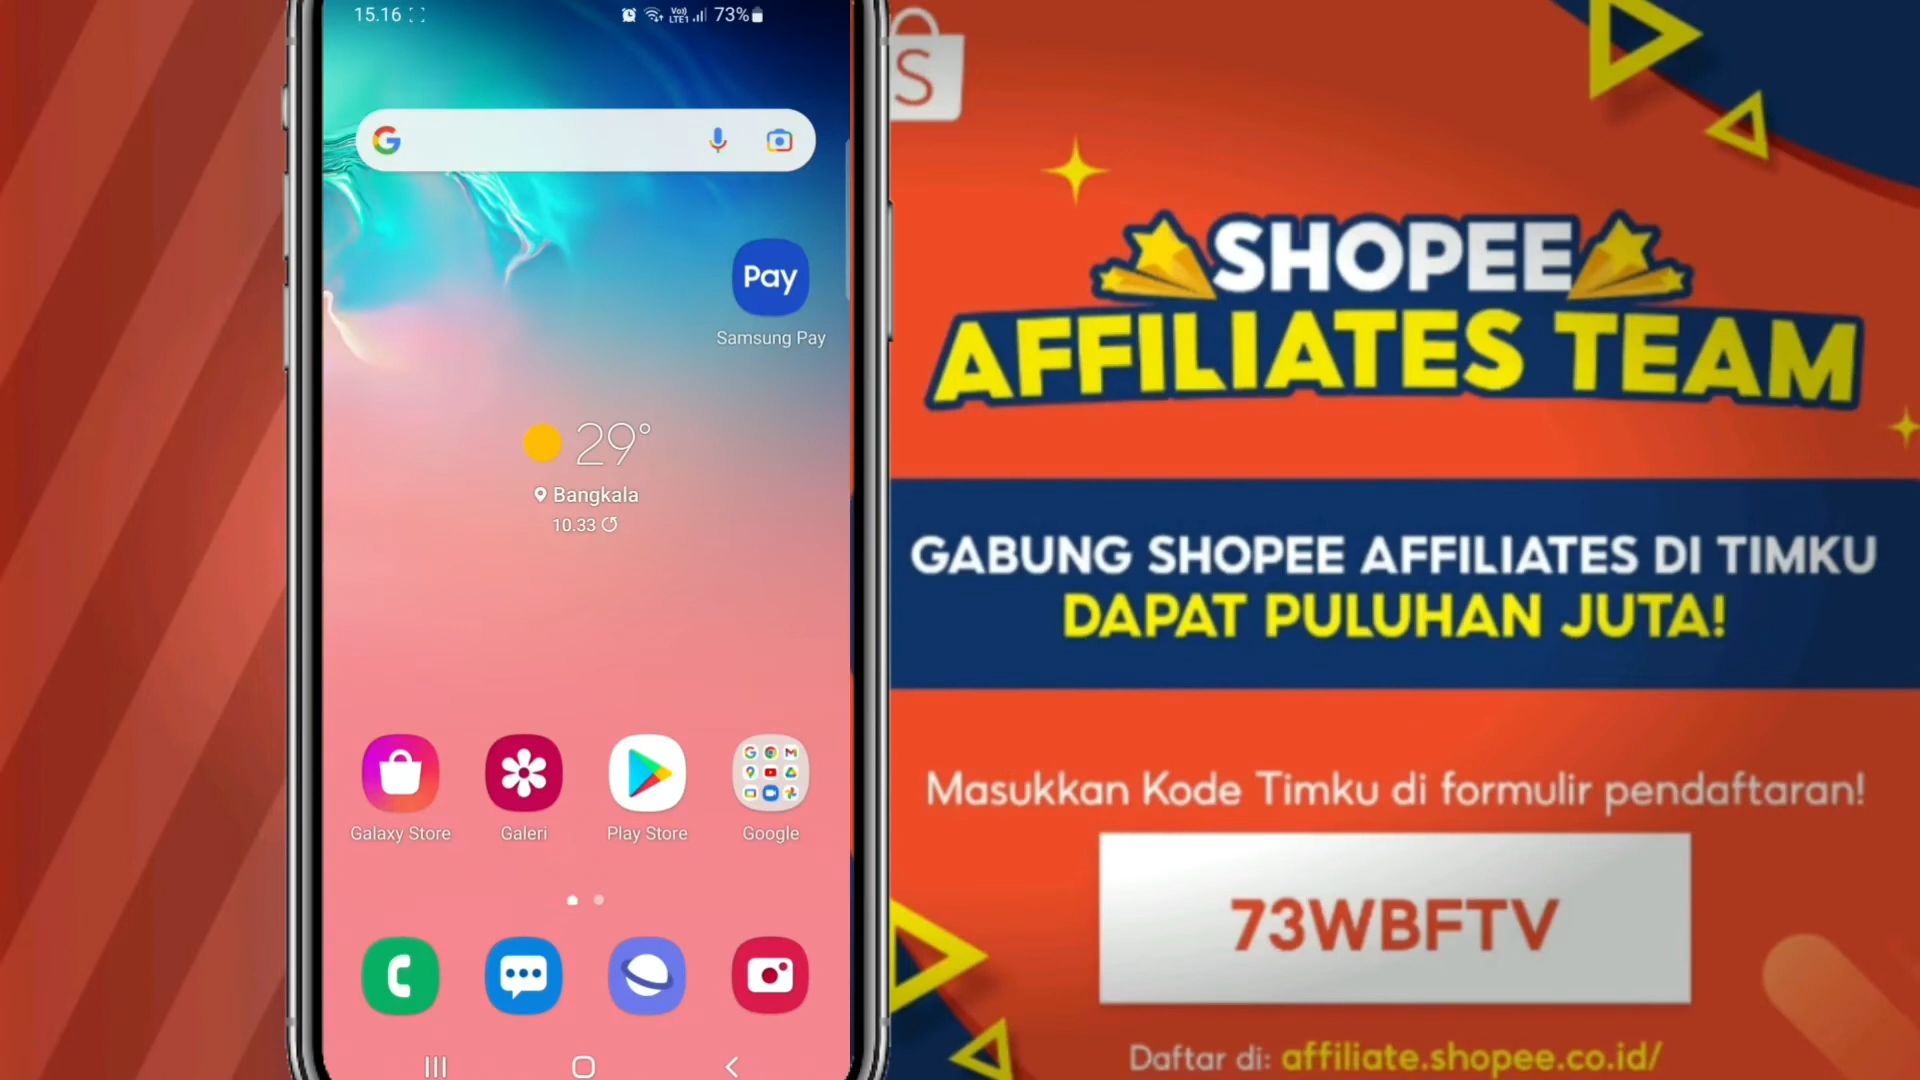 15.16
Vo))
LTE1
73%
G
Pay
Samsung Pay
29°
Bangkala
10.33
Galaxy Store
Galeri
Play Store
Google
S
SHOPEE
AFFILIATES TEAM
GABUNG SHOPEE AFFILIATES DI TIMKU
DAPAT PULUHAN JUTA!
Masukkan Kode Timku di formulir pendaftaran!
73WBFTV
Daftar di: affiliate.shopee.co.id/